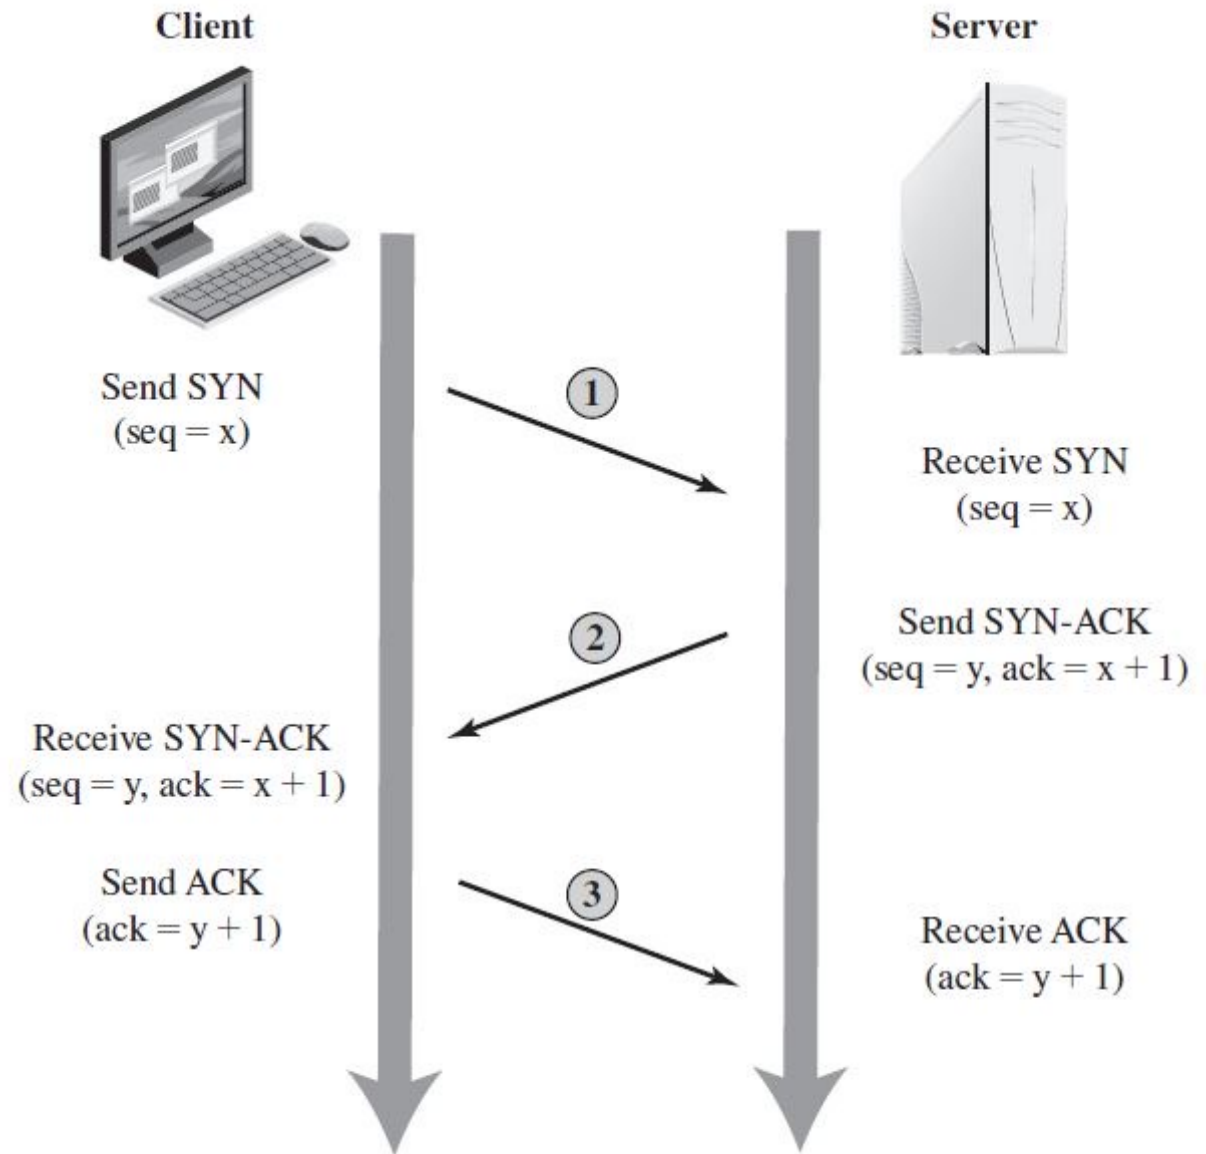 Client
Server
Send SYN
(seq = x)
1
Receive SYN
(seq = x)
2
Send SYN-ACK
(seq = y, ack = x + 1)
Receive SYN-ACK
(seq = y, ack = x + 1)
Send ACK
(ack = y + 1)
3
Receive ACK
(ack = y + 1)